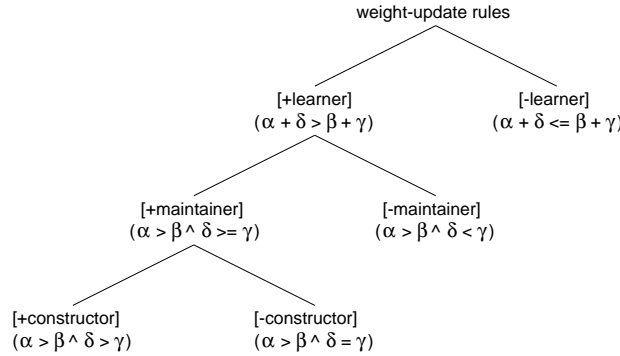 weight-update rules
[+learner] [-learner]
(α + δ > β + γ) (α + δ <= β + γ)
[+maintainer] [-maintainer]
(α > β ^ δ >= γ) (α > β ^ δ < γ)
[+constructor] [-constructor]
(α > β ^ δ > γ) (α > β ^ δ = γ)